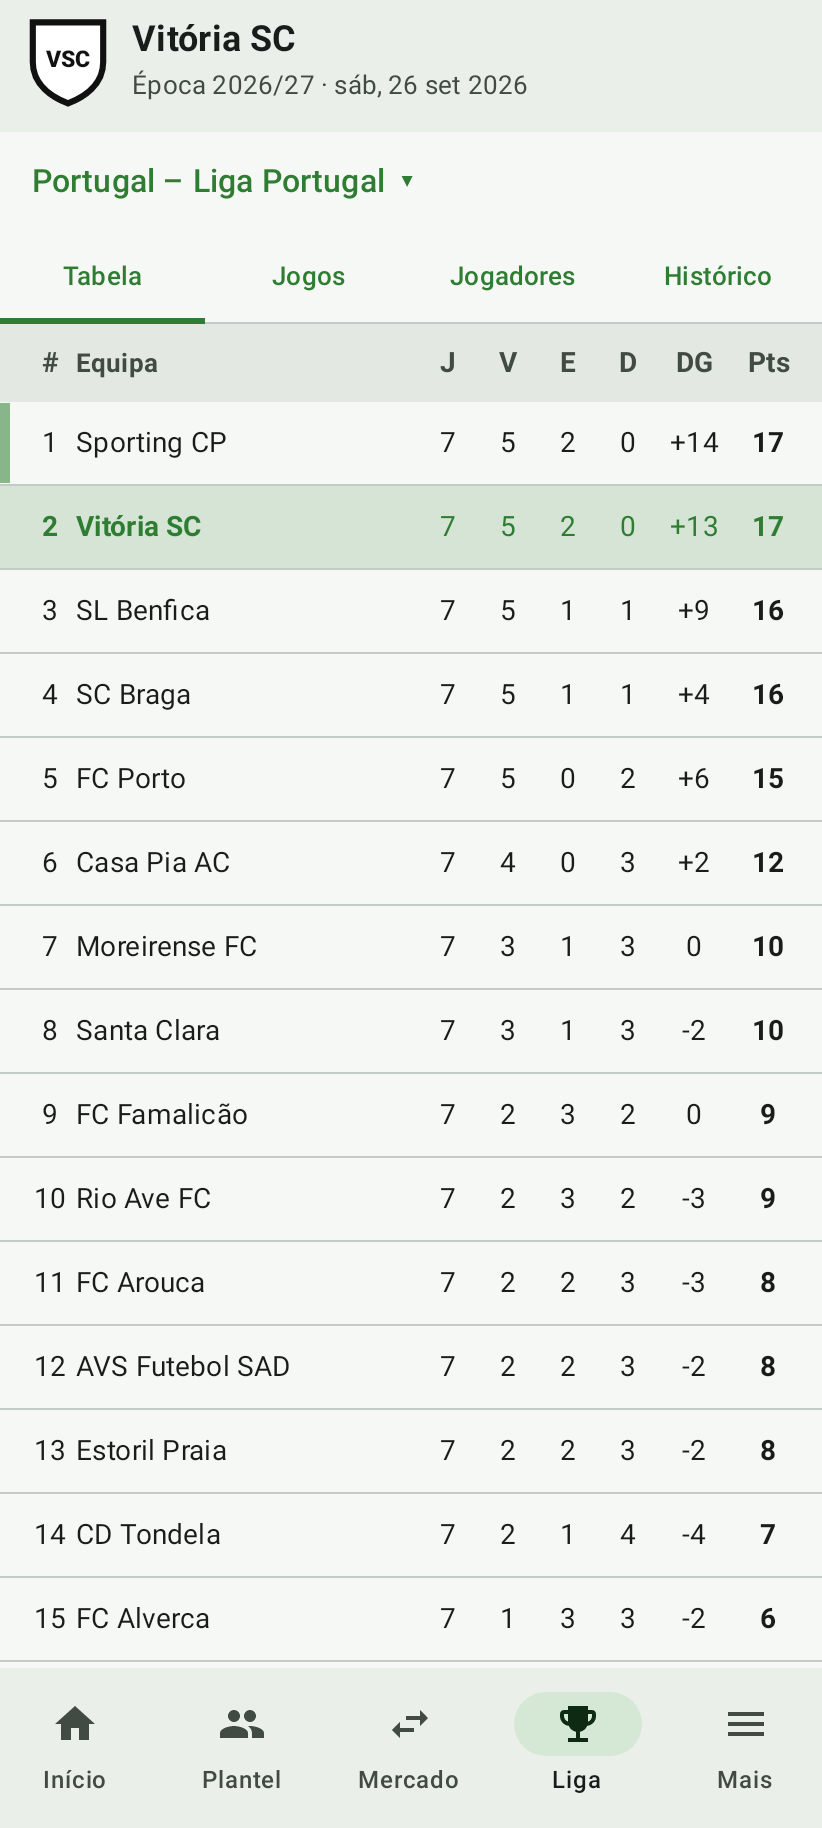 VSC
Vitória SC
Época 2026/27 · sáb, 26 set 2026
Portugal – Liga Portugal ▼
Tabela Jogos Jogadores Histórico
# Equipa J V E D DG Pts
1 Sporting CP 7 5 2 0 +14 17
2 Vitória SC 7 5 2 0 +13 17
3 SL Benfica 7 5 1 1 +9 16
4 SC Braga 7 5 1 1 +4 16
5 FC Porto 7 5 0 2 +6 15
6 Casa Pia AC 7 4 0 3 +2 12
7 Moreirense FC 7 3 1 3 0 10
8 Santa Clara 7 3 1 3 -2 10
9 FC Famalicão 7 2 3 2 0 9
10 Rio Ave FC 7 2 3 2 -3 9
11 FC Arouca 7 2 2 3 -3 8
12 AVS Futebol SAD 7 2 2 3 -2 8
13 Estoril Praia 7 2 2 3 -2 8
14 CD Tondela 7 2 1 4 -4 7
15 FC Alverca 7 1 3 3 -2 6
Início Plantel Mercado Liga Mais